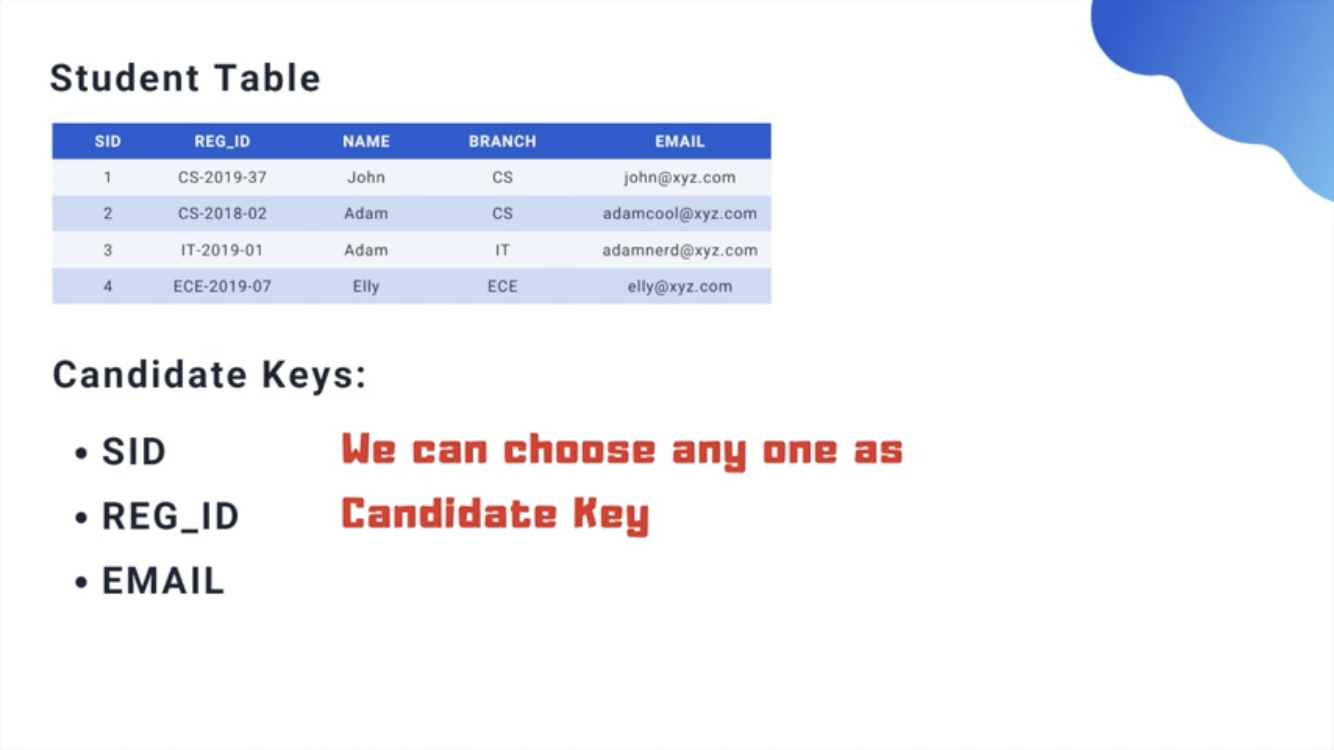 Student Table
SID REG_ID NAME BRANCH EMAIL
1 CS-2019-37 John CS john@xyz.com
2 CS-2018-02 Adam CS adamcool@xyz.com
3 IT-2019-01 Adam IT adamnerd@xyz.com
4 ECE-2019-07 Elly ECE elly@xyz.com
Candidate Keys:
• SID
• REG_ID
• EMAIL
We can choose any one as
Candidate Key